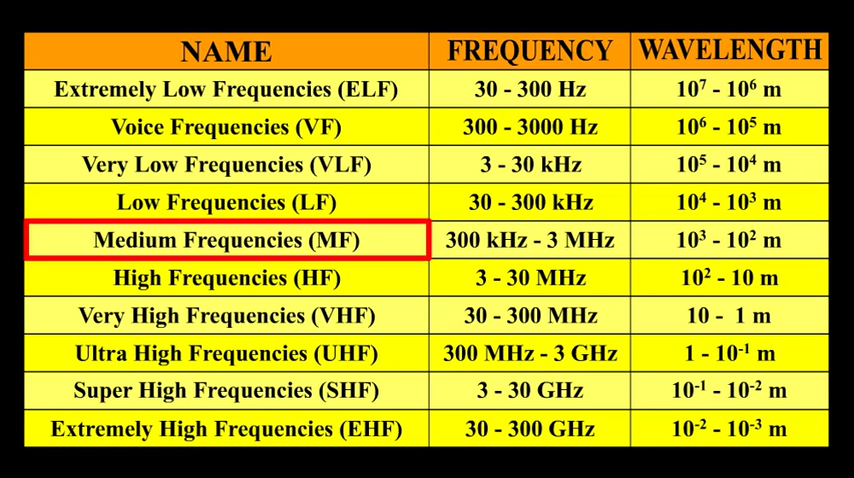 NAME FREQUENCY WAVELENGTH
Extremely Low Frequencies (ELF) 30 - 300 Hz 10⁷ - 10⁶ m
Voice Frequencies (VF) 300 - 3000 Hz 10⁶ - 10⁵ m
Very Low Frequencies (VLF) 3 - 30 kHz 10⁵ - 10⁴ m
Low Frequencies (LF) 30 - 300 kHz 10⁴ - 10³ m
Medium Frequencies (MF) 300 kHz - 3 MHz 10³ - 10² m
High Frequencies (HF) 3 - 30 MHz 10² - 10 m
Very High Frequencies (VHF) 30 - 300 MHz 10 - 1 m
Ultra High Frequencies (UHF) 300 MHz - 3 GHz 1 - 10⁻¹ m
Super High Frequencies (SHF) 3 - 30 GHz 10⁻¹ - 10⁻² m
Extremely High Frequencies (EHF) 30 - 300 GHz 10⁻² - 10⁻³ m